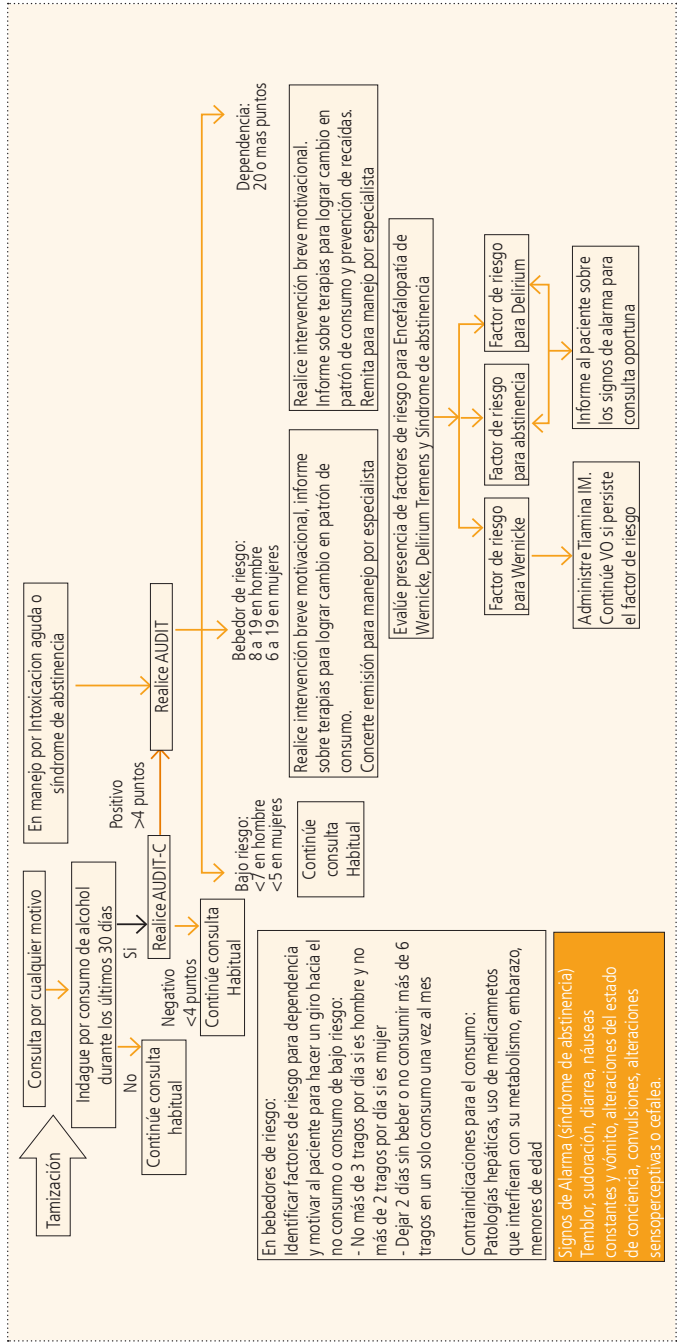 Tamización
Consulta por cualquier motivo
En manejo por Intoxicacion aguda o
síndrome de abstinencia
Indague por consumo de alcohol
durante los últimos 30 días
No
Si
Continúe consulta
habitual
Realice AUDIT-C
Positivo
>4 puntos
Realice AUDIT
Negativo
<4 puntos
Continúe consulta
Habitual
Bajo riesgo:
<7 en hombre
<5 en mujeres
Continúe
consulta
Habitual
Bebedor de riesgo:
8 a 19 en hombre
6 a 19 en mujeres
Dependencia:
20 o mas puntos
Realice intervención breve motivacional, informe
sobre terapias para lograr cambio en patrón de
consumo.
Concerte remisión para manejo por especialista
Realice intervención breve motivacional.
Informe sobre terapias para lograr cambio en
patrón de consumo y prevención de recaídas.
Remita para manejo por especialista
Evalúe presencia de factores de riesgo para Encefalopatía de
Wernicke, Delirium Tremens y Síndrome de abstinencia
Factor de riesgo
para Wernicke
Factor de riesgo
para abstinencia
Factor de riesgo
para Delirium
Administre Tiamina IM.
Continúe VO si persiste
el factor de riesgo
Informe al paciente sobre
los signos de alarma para
consulta oportuna
En bebedores de riesgo:
Identificar factores de riesgo para dependencia
y motivar al paciente para hacer un giro hacia el
no consumo o consumo de bajo riesgo:
- No más de 3 tragos por día si es hombre y no
más de 2 tragos por día si es mujer
- Dejar 2 días sin beber o no consumir más de 6
tragos en un solo consumo una vez al mes
Contraindicaciones para el consumo:
Patologías hepáticas, uso de medicamnetos
que interfieran con su metabolismo, embarazo,
menores de edad
Signos de Alarma (síndrome de abstinencia)
Temblor, sudoración, diarrea, náuseas
constantes y vómito, alteraciones del estado
de conciencia, convulsiones, alteraciones
sensoperceptivas o cefalea.